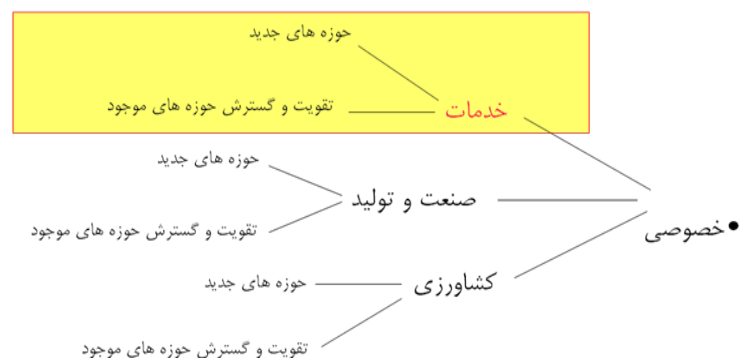 •خصوصی
خدمات
حوزه های جدید
تقویت و گسترش حوزه های موجود
صنعت و تولید
حوزه های جدید
تقویت و گسترش حوزه های موجود
کشاورزی
حوزه های جدید
تقویت و گسترش حوزه های موجود